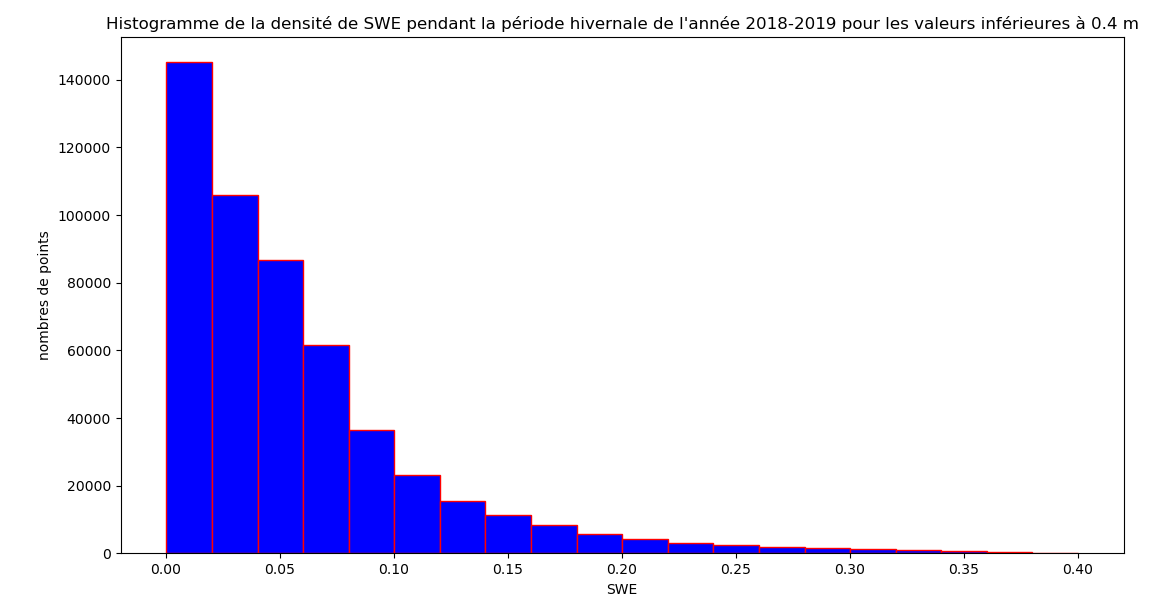 Histogramme de la densité de SWE pendant la période hivernale de l'année 2018-2019 pour les valeurs inférieures à 0.4 m
140000
120000
100000
80000
60000
40000
20000
0
nombres de points
0.00 0.05 0.10 0.15 0.20 0.25 0.30 0.35 0.40
SWE